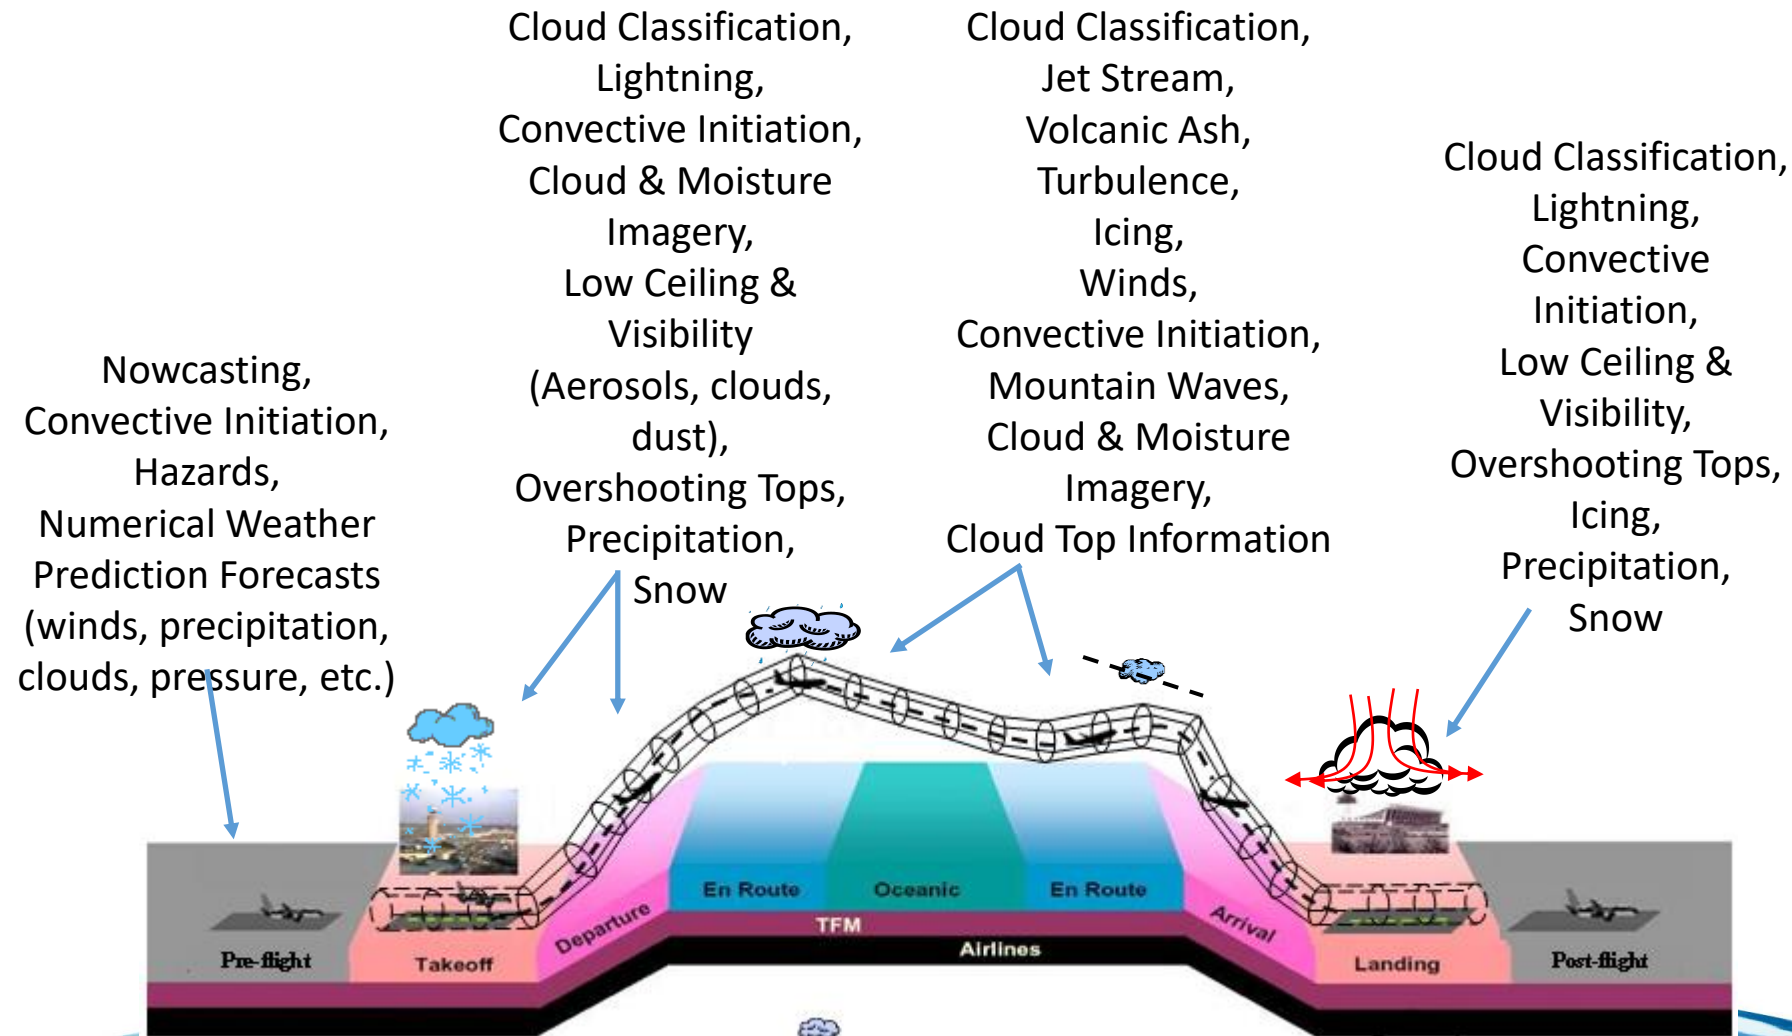 Nowcasting,
Convective Initiation,
Hazards,
Numerical Weather
Prediction Forecasts
(winds, precipitation,
clouds, pressure, etc.)
Cloud Classification,
Lightning,
Convective Initiation,
Cloud & Moisture
Imagery,
Low Ceiling &
Visibility
(Aerosols, clouds,
dust),
Overshooting Tops,
Precipitation,
Snow
Cloud Classification,
Jet Stream,
Volcanic Ash,
Turbulence,
Icing,
Winds,
Convective Initiation,
Mountain Waves,
Cloud & Moisture
Imagery,
Cloud Top Information
Cloud Classification,
Lightning,
Convective
Initiation,
Low Ceiling &
Visibility,
Overshooting Tops,
Icing,
Precipitation,
Snow
Pre-flight
Takeoff
Departure
En Route
Oceanic
En Route
Arrival
Landing
Post-flight
TFM
Airlines